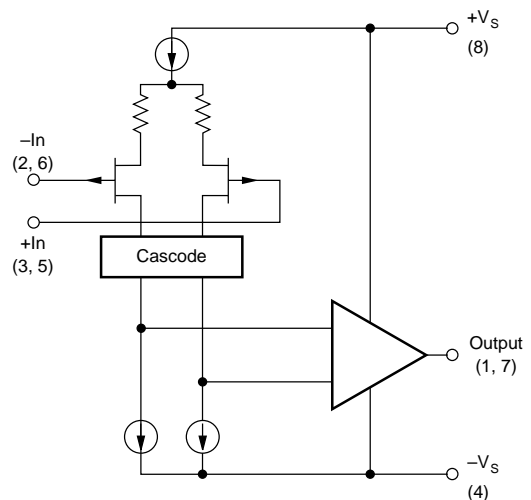 +VS
(8)
–In
(2, 6)
+In
(3, 5)
Cascode
Output
(1, 7)
–VS
(4)